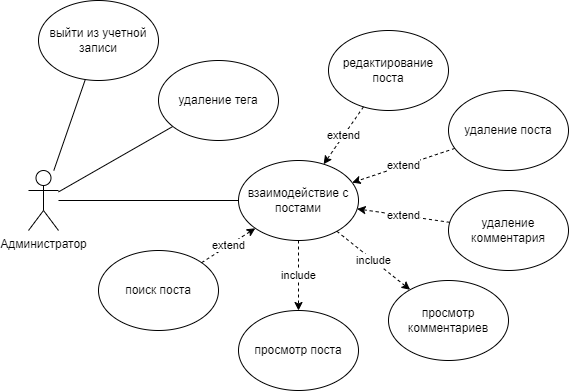 выйти из учетной
записи
редактирование
поста
удаление тега
extend
удаление поста
extend
взаимодействие с
постами
extend
удаление
комментария
Администратор
extend
include
include
поиск поста
просмотр
комментариев
просмотр поста